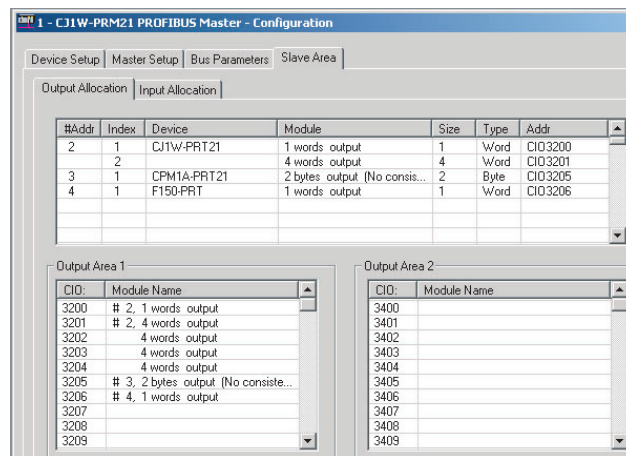 1 - CJ1W-PRM21 PROFIBUS Master - Configuration
Device Setup Master Setup Bus Parameters Slave Area
Output Allocation Input Allocation
#Addr Index Device Module Size Type Addr
2 1 CJ1W-PRT21 1 words output 1 Word CIO3200
2 4 words output 4 Word CIO3201
3 1 CPM1A-PRT21 2 bytes output (No consis... 2 Byte CIO3205
4 1 F150-PRT 1 words output 1 Word CIO3206
Output Area 1
CIO: Module Name
3200 # 2, 1 words output
3201 # 2, 4 words output
3202 4 words output
3203 4 words output
3204 4 words output
3205 # 3, 2 bytes output (No consiste...
3206 # 4, 1 words output
3207
3208
3209
Output Area 2
CIO: Module Name
3400
3401
3402
3403
3404
3405
3406
3407
3408
3409